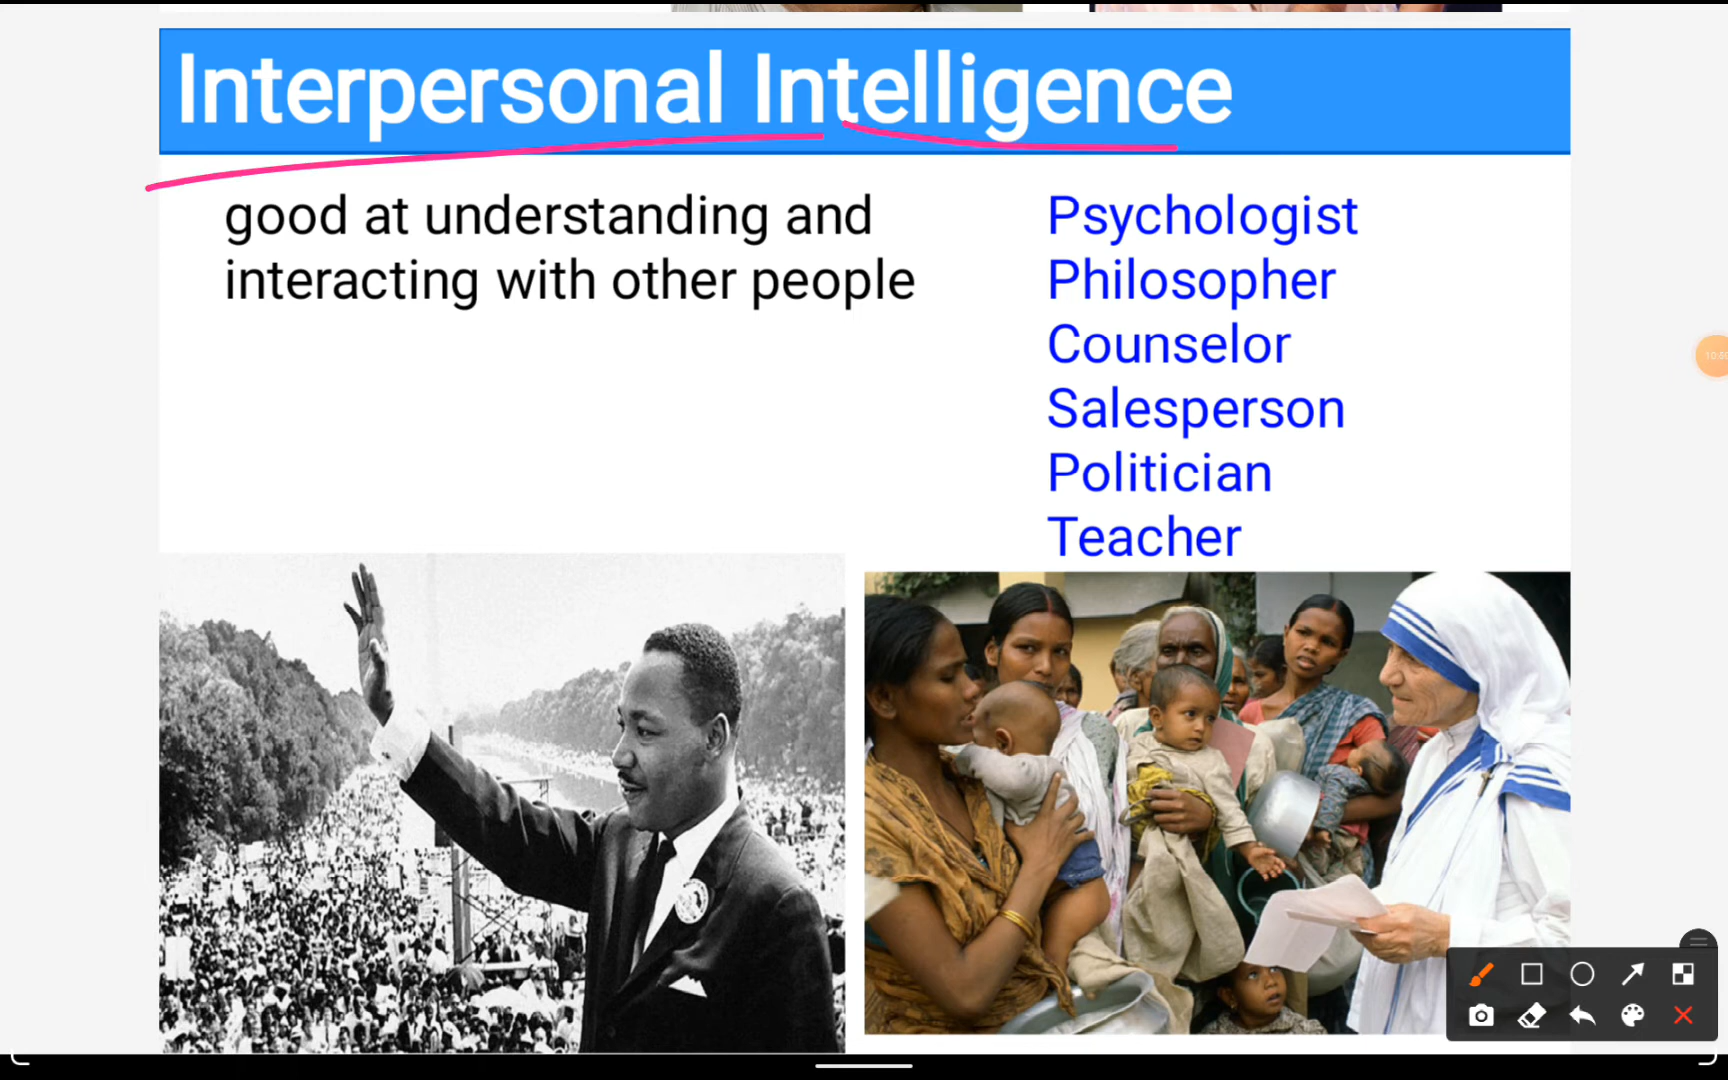 Interpersonal Intelligence
good at understanding and
interacting with other people
Psychologist
Philosopher
Counselor
Salesperson
Politician
Teacher